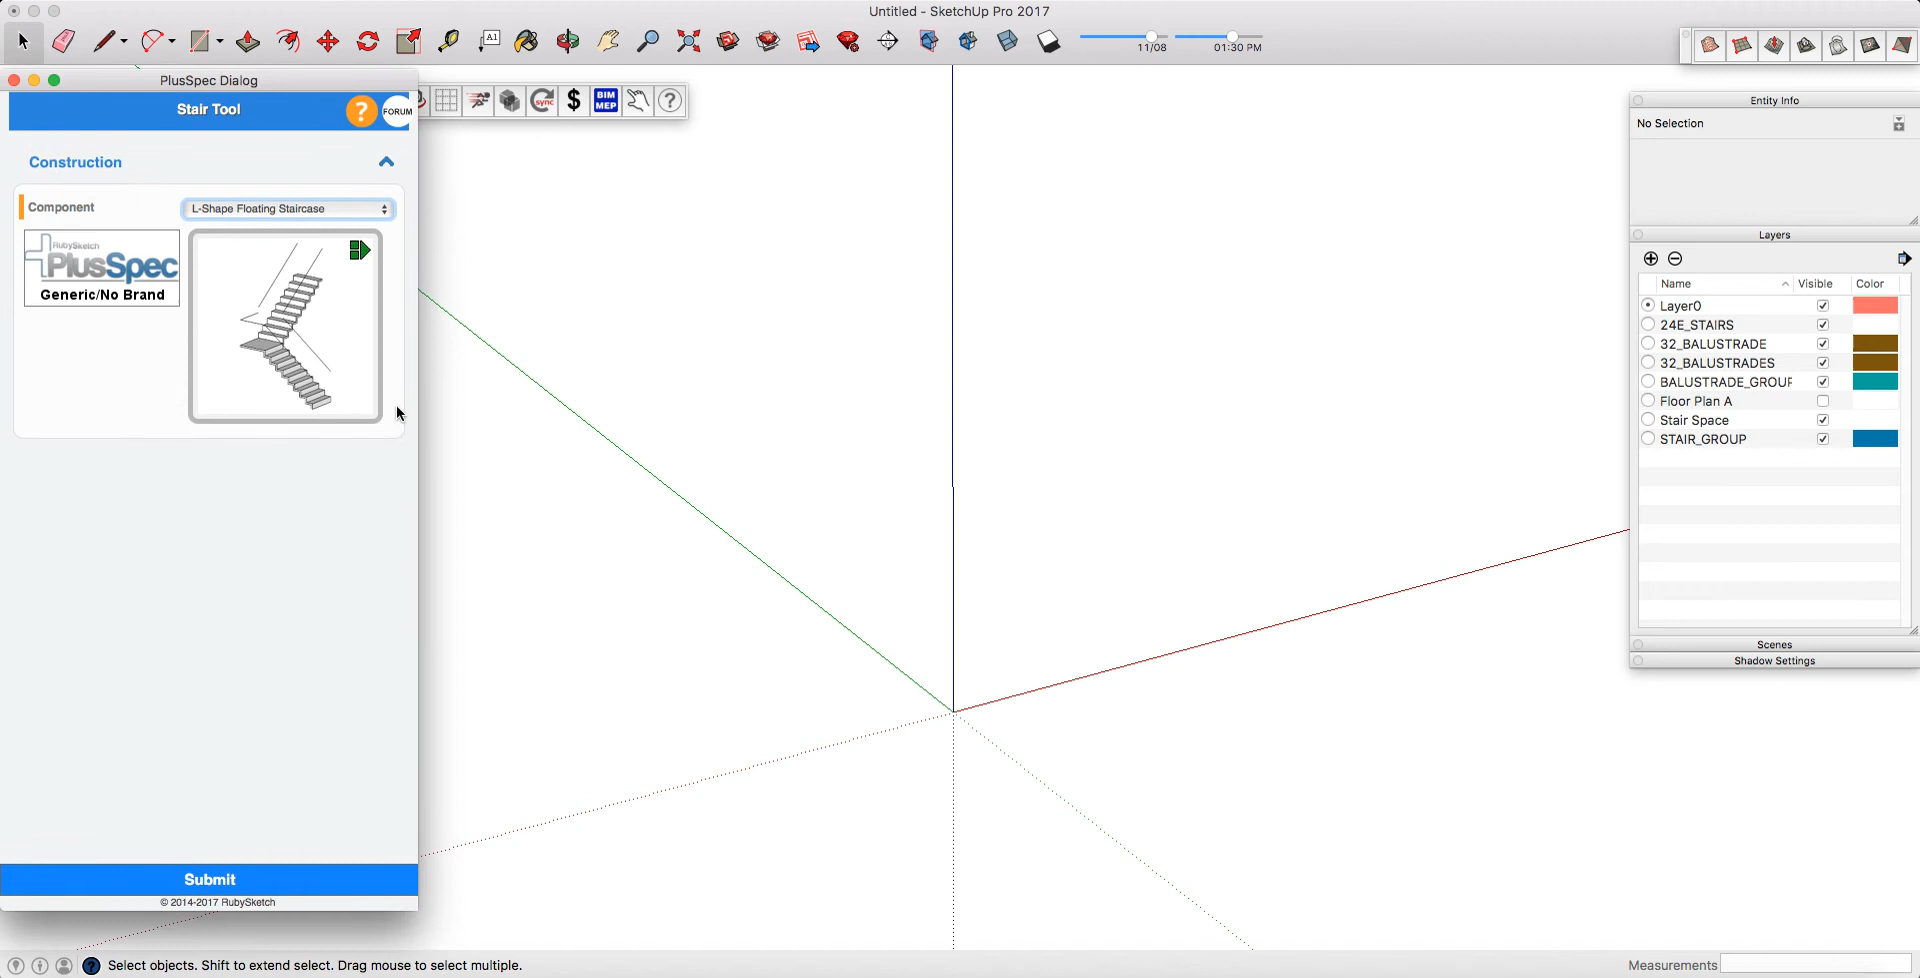 Untitled - SketchUp Pro 2017
A1
11/08
01:30 PM
PlusSpec Dialog
Stair Tool
?
FORUM
sync
$
BIM
MEP
?
Construction
Component
L-Shape Floating Staircase
RubySketch
PlusSpec
Generic/No Brand
Submit
© 2014-2017 RubySketch
Entity Info
No Selection
Layers
Name
Visible
Color
Layer0
24E_STAIRS
32_BALUSTRADE
32_BALUSTRADES
BALUSTRADE_GROUP
Floor Plan A
Stair Space
STAIR_GROUP
Scenes
Shadow Settings
?
Select objects. Shift to extend select. Drag mouse to select multiple.
Measurements